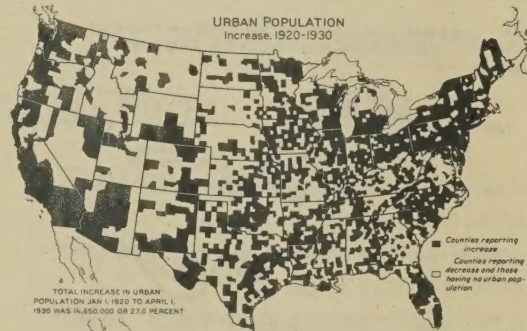 URBAN POPULATION
Increase, 1920-1930
Counties reporting
increase
Counties reporting
decrease and those
having no urban pop-
ulation
TOTAL INCREASE IN URBAN
POPULATION JAN 1, 1920 TO APRIL 1,
1930 WAS 14,650,000 OR 27.0 PERCENT